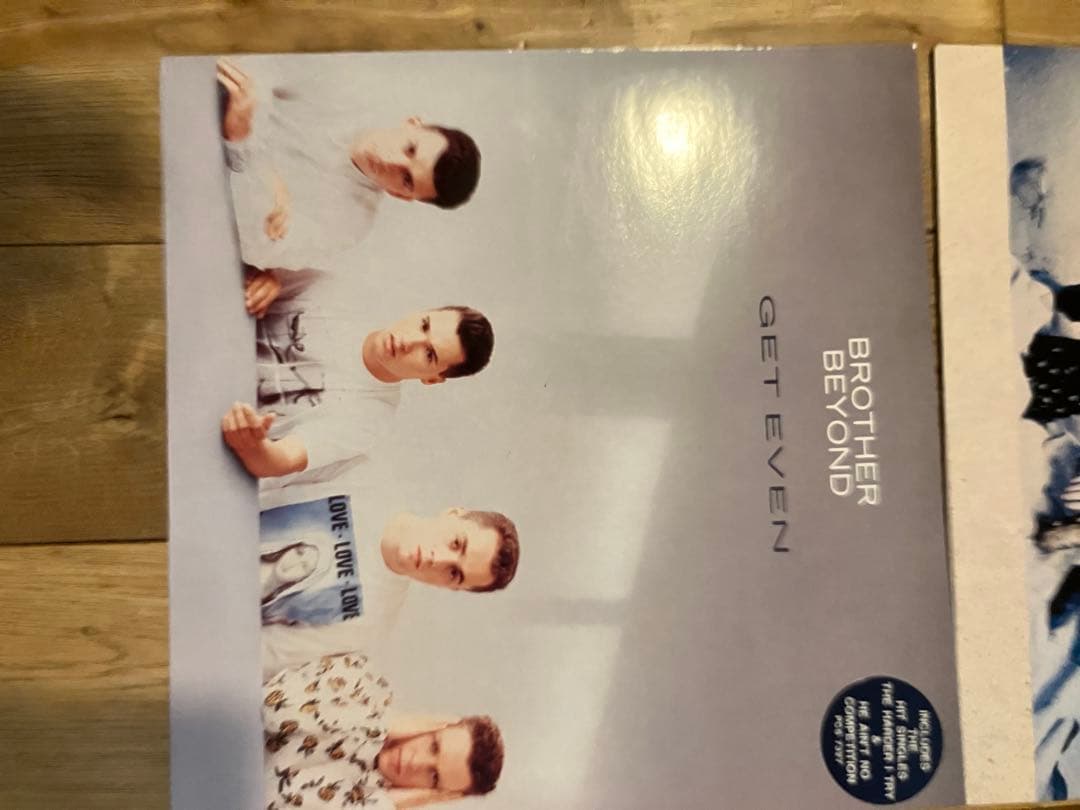 BROTHER
BEYOND
GET EVEN
LOVE·LOVE·LOVE
INCLUDES
THE
HIT SINGLES
THE HARDER I TRY
&
HE AIN'T NO
COMPETITION
PCS 7327